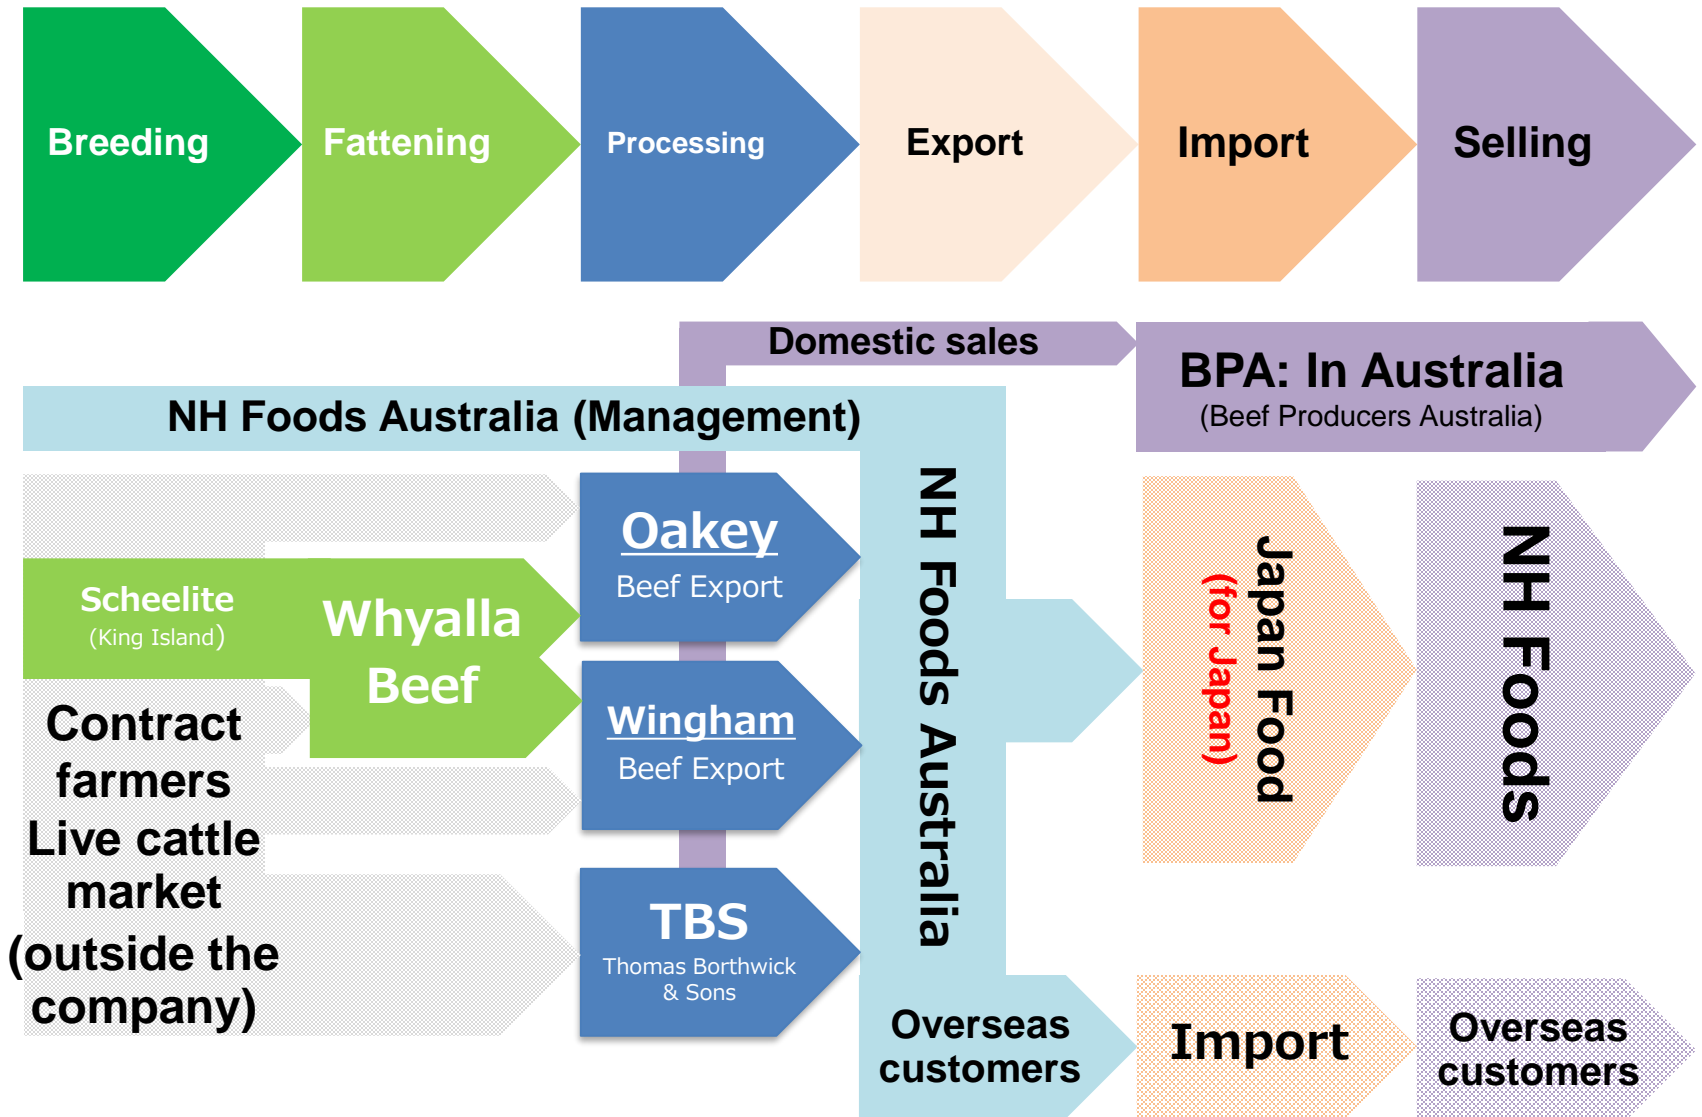 Breeding
Fattening
Processing
Export
Import
Selling
Domestic sales
BPA: In Australia
(Beef Producers Australia)
NH Foods Australia (Management)
Scheelite
(King Island)
Whyalla
Beef
Contract
farmers
Live cattle
market
(outside the
company)
Oakey
Beef Export
Wingham
Beef Export
TBS
Thomas Borthwick
& Sons
NH Foods Australia
Japan Food
(for Japan)
NH Foods
Overseas
customers
Import
Overseas
customers